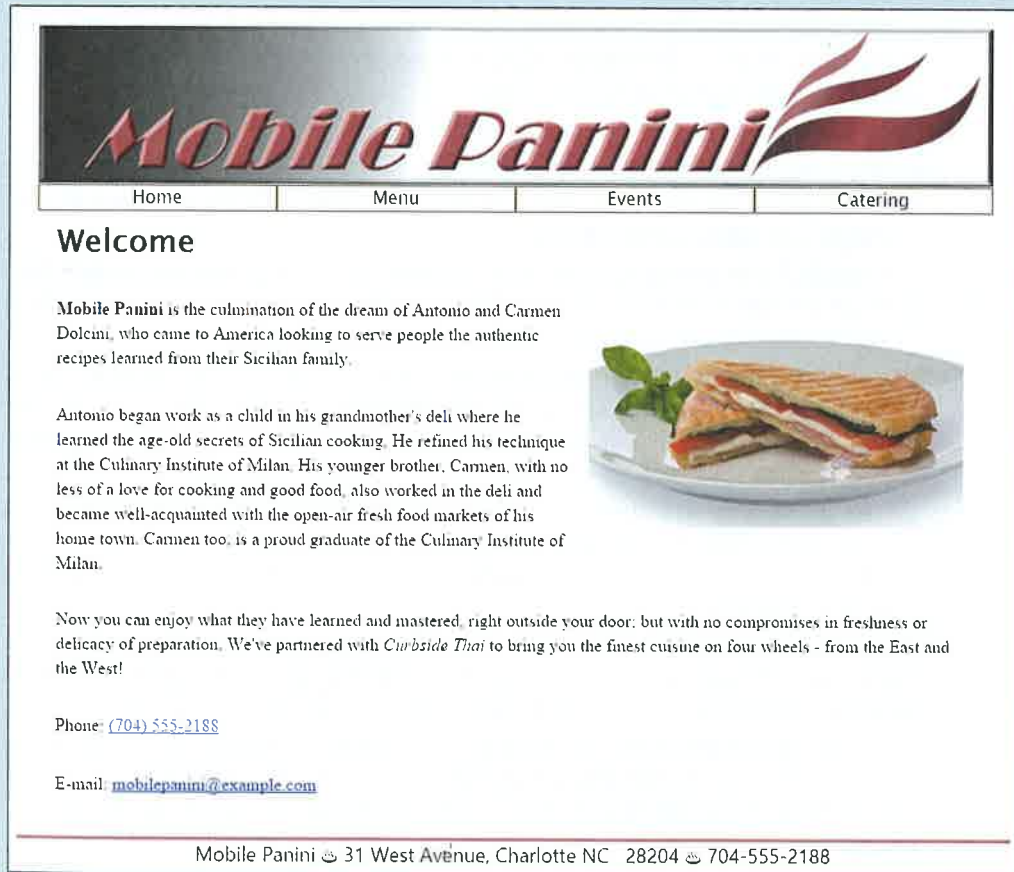 Mobile Panini
Home Menu Events Catering
Welcome
Mobile Panini is the culmination of the dream of Antonio and Carmen
Dolcini, who came to America looking to serve people the authentic
recipes learned from their Sicilian family.
Antonio began work as a child in his grandmother's deli where he
learned the age-old secrets of Sicilian cooking. He refined his technique
at the Culinary Institute of Milan. His younger brother, Carmen, with no
less of a love for cooking and good food, also worked in the deli and
became well-acquainted with the open-air fresh food markets of his
home town. Carmen too, is a proud graduate of the Culinary Institute of
Milan.
Now you can enjoy what they have learned and mastered, right outside your door; but with no compromises in freshness or
delicacy of preparation. We've partnered with Curbside Thai to bring you the finest cuisine on four wheels - from the East and
the West!
Phone: (704) 555-2188
E-mail: mobilepanini@example.com
Mobile Panini ♨ 31 West Avenue, Charlotte NC 28204 ♨ 704-555-2188